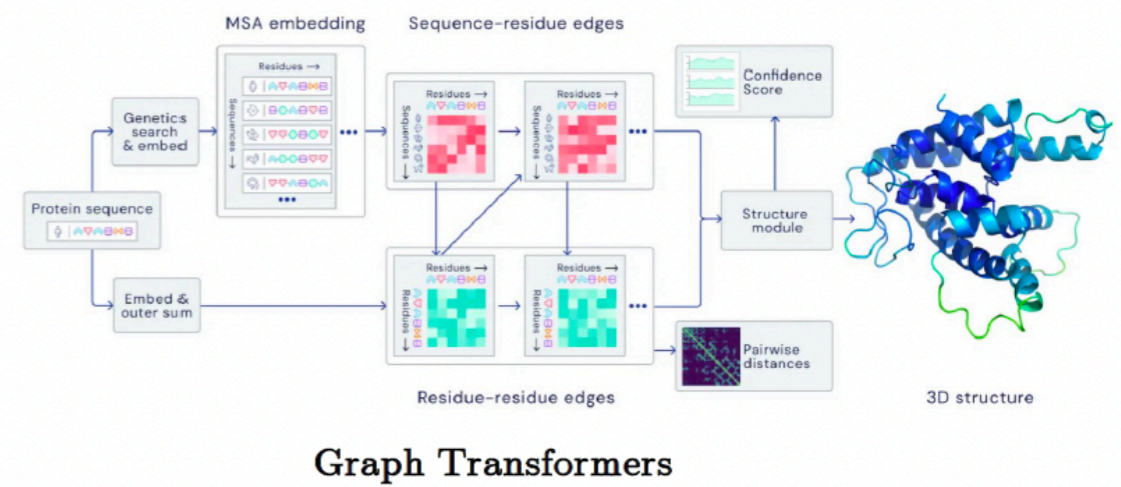 MSA embedding
Sequence-residue edges
Residues →
Sequences →
Genetics
search
& embed
Protein sequence
Embed &
outer sum
Residues →
Sequences →
Residues →
Sequences →
Residues →
Residues →
Residues →
Residues →
Residue-residue edges
Confidence
Score
Structure
module
Pairwise
distances
3D structure
Graph Transformers